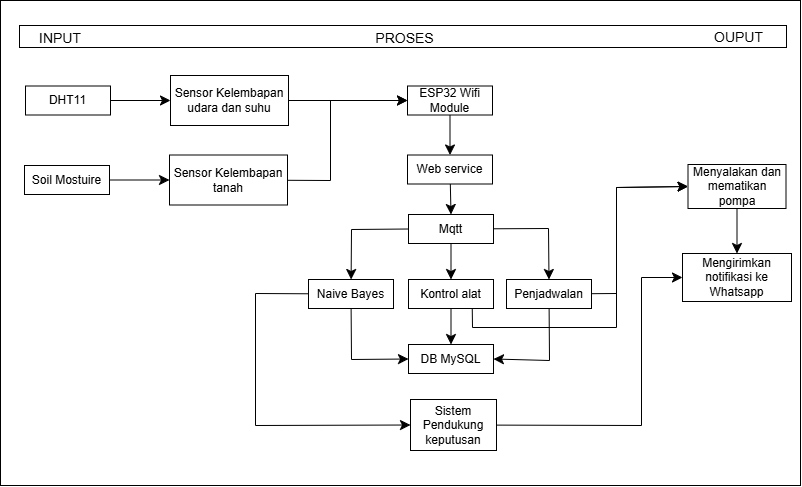 INPUT
PROSES
OUPUT
DHT11
Sensor Kelembapan
udara dan suhu
ESP32 Wifi
Module
Soil Mostuire
Sensor Kelembapan
tanah
Web service
Menyalakan dan
mematikan
pompa
Mqtt
Mengirimkan
notifikasi ke
Whatsapp
Naive Bayes
Kontrol alat
Penjadwalan
DB MySQL
Sistem
Pendukung
keputusan